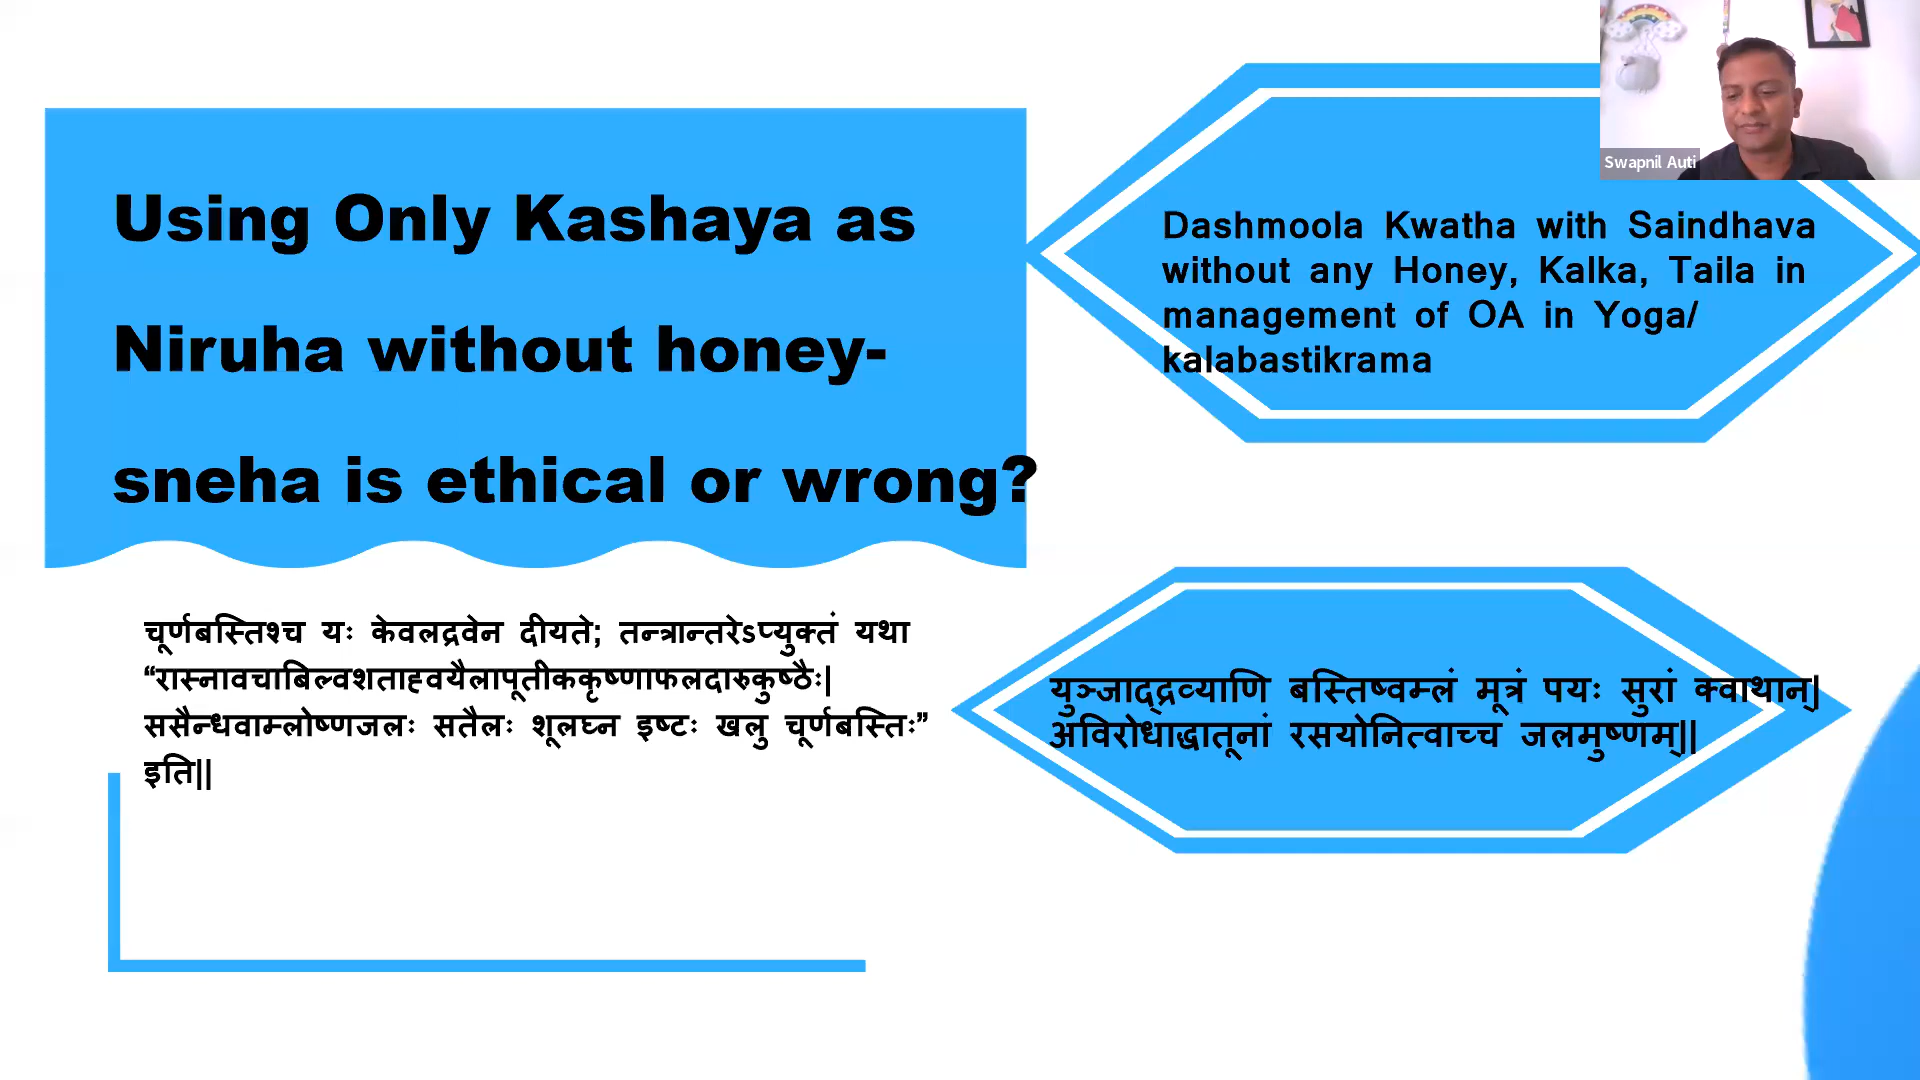 Using Only Kashaya as
Niruha without honey-
sneha is ethical or wrong?
Dashmoola Kwatha with Saindhava
without any Honey, Kalka, Taila in
management of OA in Yoga/
kalabastikrama
चूर्णबस्तिश्च यः केवलद्रवेन दीयते; तन्त्रान्तरेऽप्युक्तं यथा
“रास्नावचाबिल्वशताह्वयैलापूतीककृष्णाफलदारुकुष्ठैः|
ससैन्धवाम्लोष्णजलः सतैलः शूलघ्न इष्टः खलु चूर्णबस्तिः”
इति||
युञ्जाद्द्रव्याणि बस्तिष्वम्लं मूत्रं पयः सुरां क्वाथान्|
अविरोधाद्धातूनां रसयोनित्वाच्च जलमुष्णम्||
Swapnil Auti